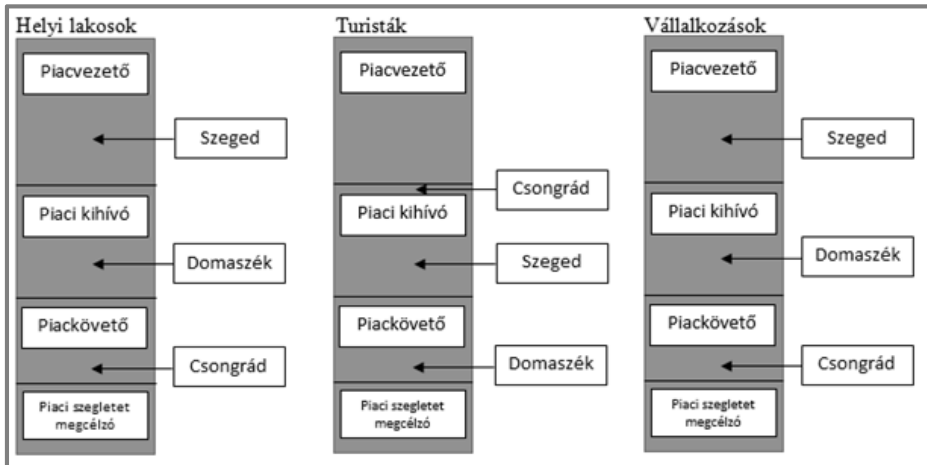 Helyi lakosok
Piacvezető
Szeged
Piaci kihívó
Domaszék
Piackövető
Csongrád
Piaci szegletet
megcélzó
Turisták
Piacvezető
Csongrád
Piaci kihívó
Szeged
Piackövető
Domaszék
Piaci szegletet
megcélzó
Vállalkozások
Piacvezető
Szeged
Piaci kihívó
Domaszék
Piackövető
Csongrád
Piaci szegletet
megcélzó